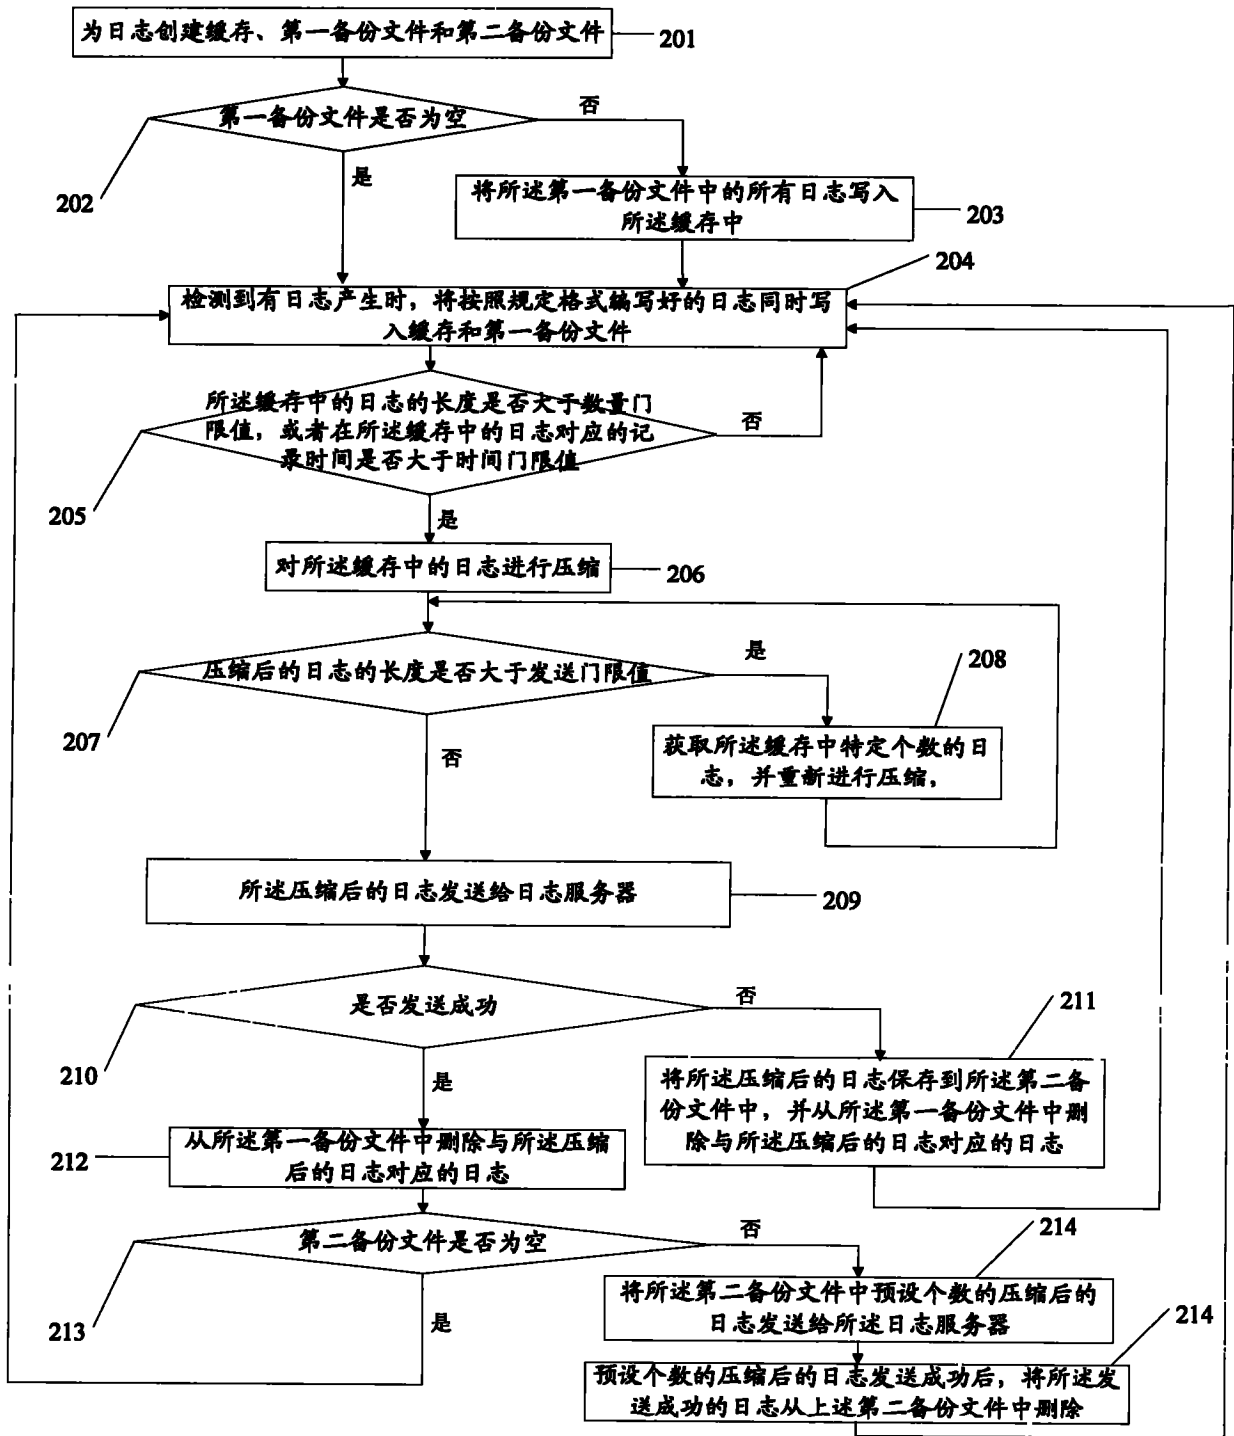 为日志创建缓存、第一备份文件和第二备份文件
201
第一备份文件是否为空
否
202
是
将所述第一备份文件中的所有日志写入
所述缓存中
203
204
检测到有日志产生时，将按照规定格式编写好的日志同时写
入缓存和第一备份文件
所述缓存中的日志的长度是否大于数量门
限值，或者在所述缓存中的日志对应的记
录时间是否大于时间门限值
否
205
是
对所述缓存中的日志进行压缩
206
压缩后的日志的长度是否大于发送门限值
是
208
207
否
获取所述缓存中特定个数的日
志，并重新进行压缩，
所述压缩后的日志发送给日志服务器
209
是否发送成功
否
211
210
是
将所述压缩后的日志保存到所述第二备
份文件中，并从所述第一备份文件中删
除与所述压缩后的日志对应的日志
从所述第一备份文件中删除与所述压缩
后的日志对应的日志
212
第二备份文件是否为空
否
214
213
是
将所述第二备份文件中预设个数的压缩后的
日志发送给所述日志服务器
214
预设个数的压缩后的日志发送成功后，将所述发
送成功的日志从上述第二备份文件中删除